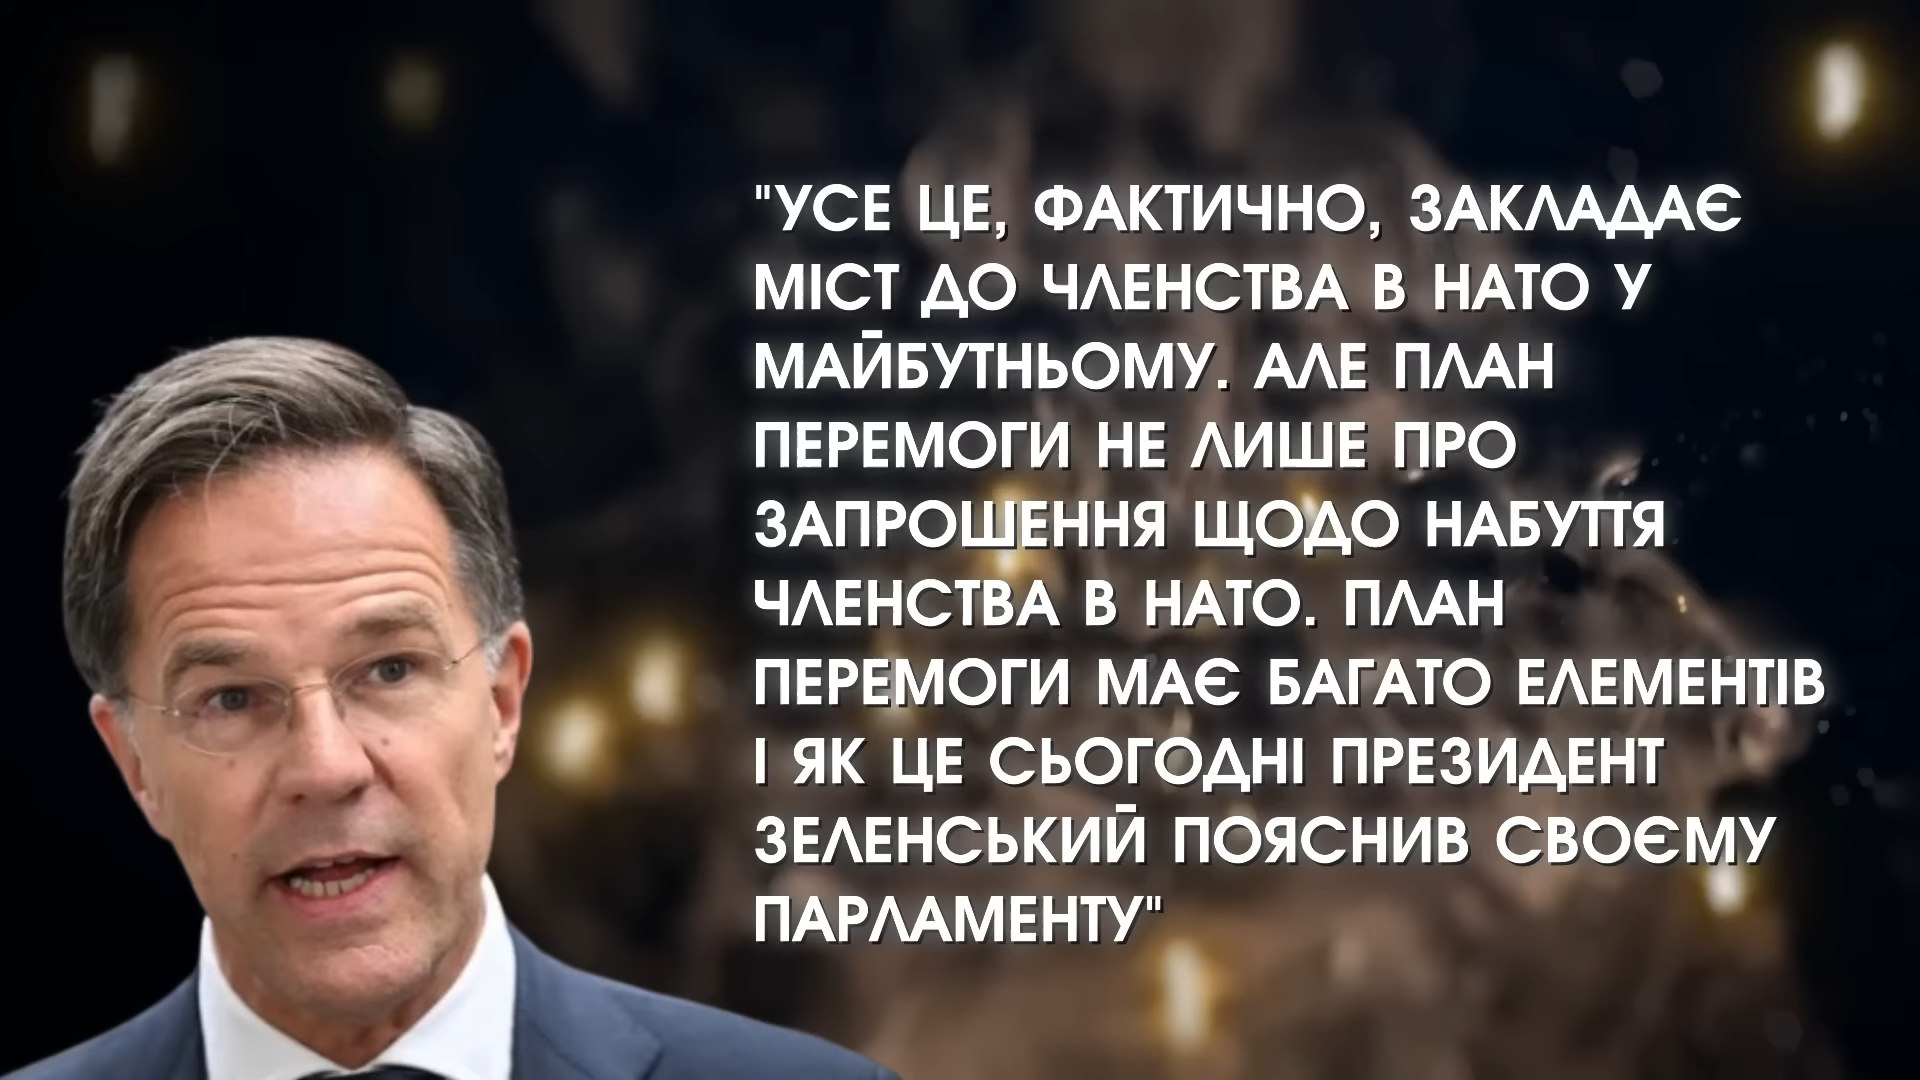 "УСЕ ЦЕ, ФАКТИЧНО, ЗАКЛАДАЄ
МІСТ ДО ЧЛЕНСТВА В НАТО У
МАЙБУТНЬОМУ. АЛЕ ПЛАН
ПЕРЕМОГИ НЕ ЛИШЕ ПРО
ЗАПРОШЕННЯ ЩОДО НАБУТТЯ
ЧЛЕНСТВА В НАТО. ПЛАН
ПЕРЕМОГИ МАЄ БАГАТО ЕЛЕМЕНТІВ
І ЯК ЦЕ СЬОГОДНІ ПРЕЗИДЕНТ
ЗЕЛЕНСЬКИЙ ПОЯСНИВ СВОЄМУ
ПАРЛАМЕНТУ"